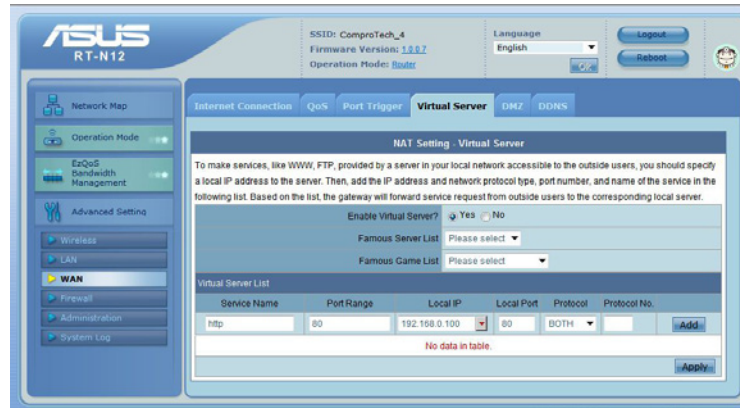 ASUS
RT-N12
SSID: ComproTech_4
Firmware Version: 1.0.0.7
Operation Mode: Router
Language
English
OK
Logout
Reboot
Network Map
Operation Mode
EzQoS
Bandwidth
Management
Advanced Setting
Wireless
LAN
WAN
Firewall
Administration
System Log
Internet Connection QoS Port Trigger Virtual Server DMZ DDNS
NAT Setting - Virtual Server
To make services, like WWW, FTP, provided by a server in your local network accessible to the outside users, you should specify
a local IP address to the server. Then, add the IP address and network protocol type, port number, and name of the service in the
following list. Based on the list, the gateway will forward service request from outside users to the corresponding local server.
Enable Virtual Server? Yes No
Famous Server List Please select
Famous Game List Please select
Virtual Server List
Service Name Port Range Local IP Local Port Protocol Protocol No.
http 80 192.168.0.100 80 BOTH Add
No data in table.
Apply